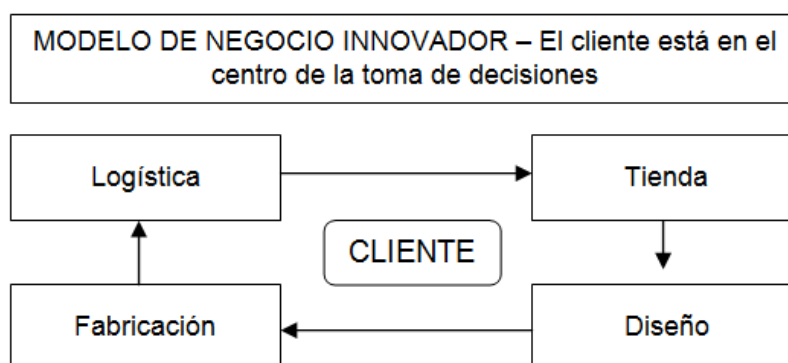 MODELO DE NEGOCIO INNOVADOR – El cliente está en el
centro de la toma de decisiones
Logística
Tienda
CLIENTE
Fabricación
Diseño